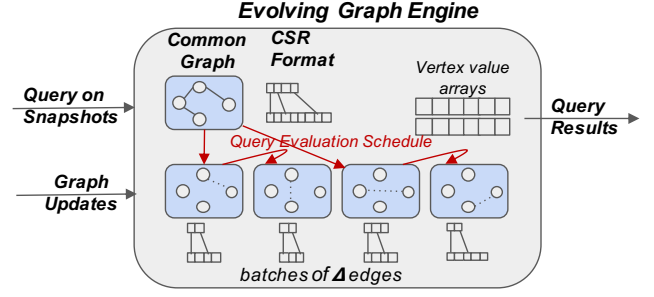 Evolving Graph Engine
Common
Graph
CSR
Format
Vertex value
arrays
Query on
Snapshots
Query
Results
Query Evaluation Schedule
Graph
Updates
batches of Δ edges